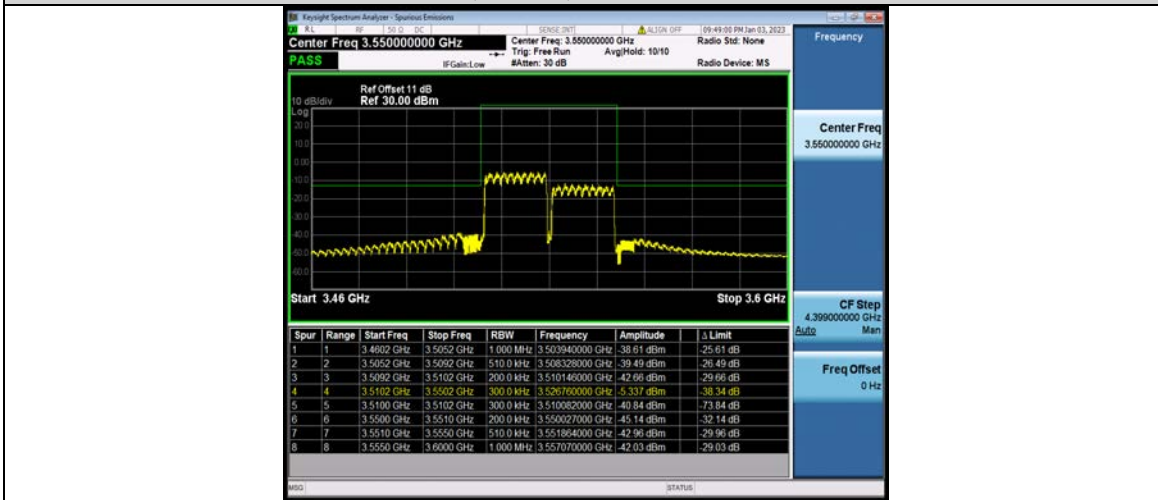 Keysight Spectrum Analyzer - Spurious Emissions
RL RF 50 Ω DC SENSE:INT ALIGN OFF 09:49:00 PM Jan 03, 2023
Center Freq 3.550000000 GHz
Center Freq: 3.550000000 GHz
Radio Std: None
Trig: Free Run Avg|Hold: 10/10
PASS
IFGain:Low #Atten: 30 dB
Radio Device: MS
Frequency
Ref Offset 11 dB
10 dB/div Ref 30.00 dBm
Log
20.0
10.0
0.00
-10.0
-20.0
-30.0
-40.0
-50.0
-60.0
Start 3.46 GHz Stop 3.6 GHz
Center Freq
3.550000000 GHz
CF Step
4.399000000 GHz
Auto Man
Freq Offset
0 Hz
Spur Range Start Freq Stop Freq RBW Frequency Amplitude Δ Limit
1 1 3.4602 GHz 3.5052 GHz 1.000 MHz 3.503940000 GHz -38.61 dBm -25.61 dB
2 2 3.5052 GHz 3.5092 GHz 510.0 kHz 3.508328000 GHz -39.49 dBm -26.49 dB
3 3 3.5092 GHz 3.5102 GHz 200.0 kHz 3.510146000 GHz -42.66 dBm -29.66 dB
4 4 3.5102 GHz 3.5502 GHz 300.0 kHz 3.526760000 GHz -5.337 dBm -38.34 dB
5 5 3.5100 GHz 3.5102 GHz 300.0 kHz 3.510082000 GHz -40.84 dBm -73.84 dB
6 6 3.5500 GHz 3.5510 GHz 200.0 kHz 3.550027000 GHz -45.14 dBm -32.14 dB
7 7 3.5510 GHz 3.5550 GHz 510.0 kHz 3.551864000 GHz -42.96 dBm -29.96 dB
8 8 3.5550 GHz 3.6000 GHz 1.000 MHz 3.557070000 GHz -42.03 dBm -29.03 dB
MSG STATUS